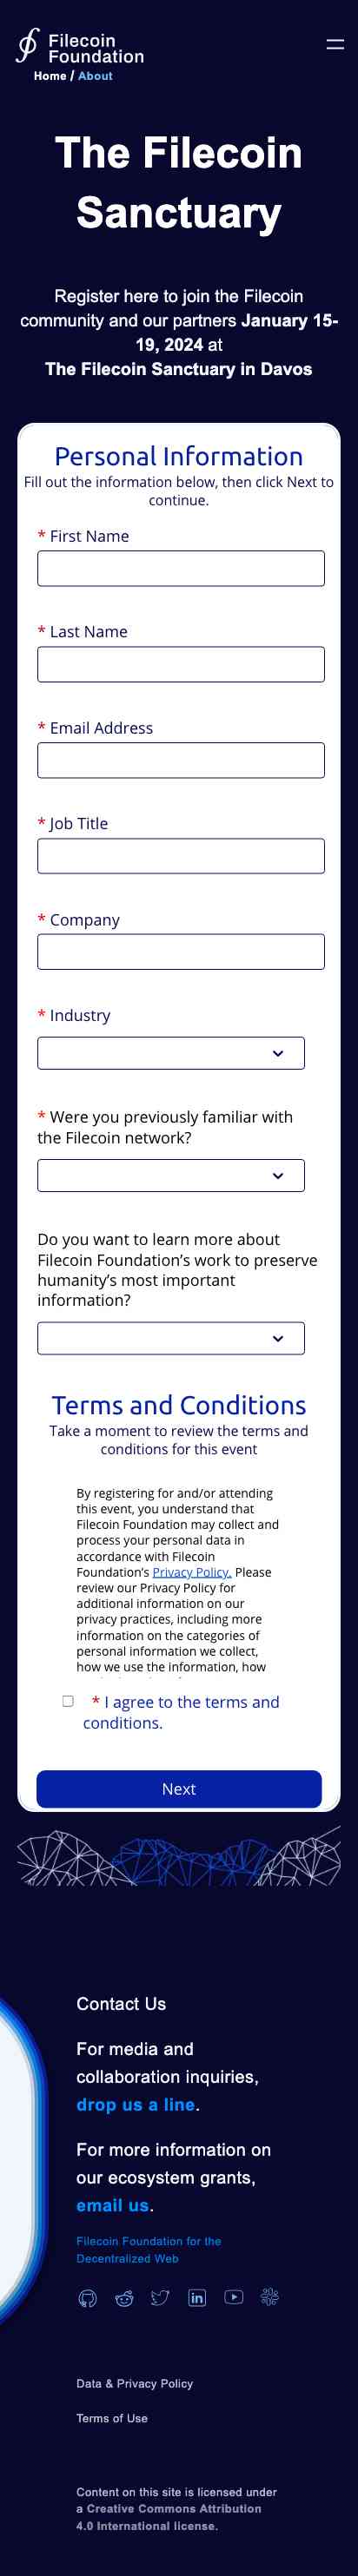 Filecoin
Foundation
Home / About
The Filecoin
Sanctuary
Register here to join the Filecoin
community and our partners January 15-
19, 2024 at
The Filecoin Sanctuary in Davos
Personal Information
Fill out the information below, then click Next to
continue.
* First Name
* Last Name
* Email Address
* Job Title
* Company
* Industry
* Were you previously familiar with
the Filecoin network?
Do you want to learn more about
Filecoin Foundation’s work to preserve
humanity’s most important
information?
Terms and Conditions
Take a moment to review the terms and
conditions for this event
By registering for and/or attending
this event, you understand that
Filecoin Foundation may collect and
process your personal data in
accordance with Filecoin
Foundation’s Privacy Policy. Please
review our Privacy Policy for
additional information on our
privacy practices, including more
information on the categories of
personal information we collect,
how we use the information, how
* I agree to the terms and
conditions.
Next
Contact Us
For media and
collaboration inquiries,
drop us a line.
For more information on
our ecosystem grants,
email us.
Filecoin Foundation for the
Decentralized Web
in
Data & Privacy Policy
Terms of Use
Content on this site is licensed under
a Creative Commons Attribution
4.0 International license.